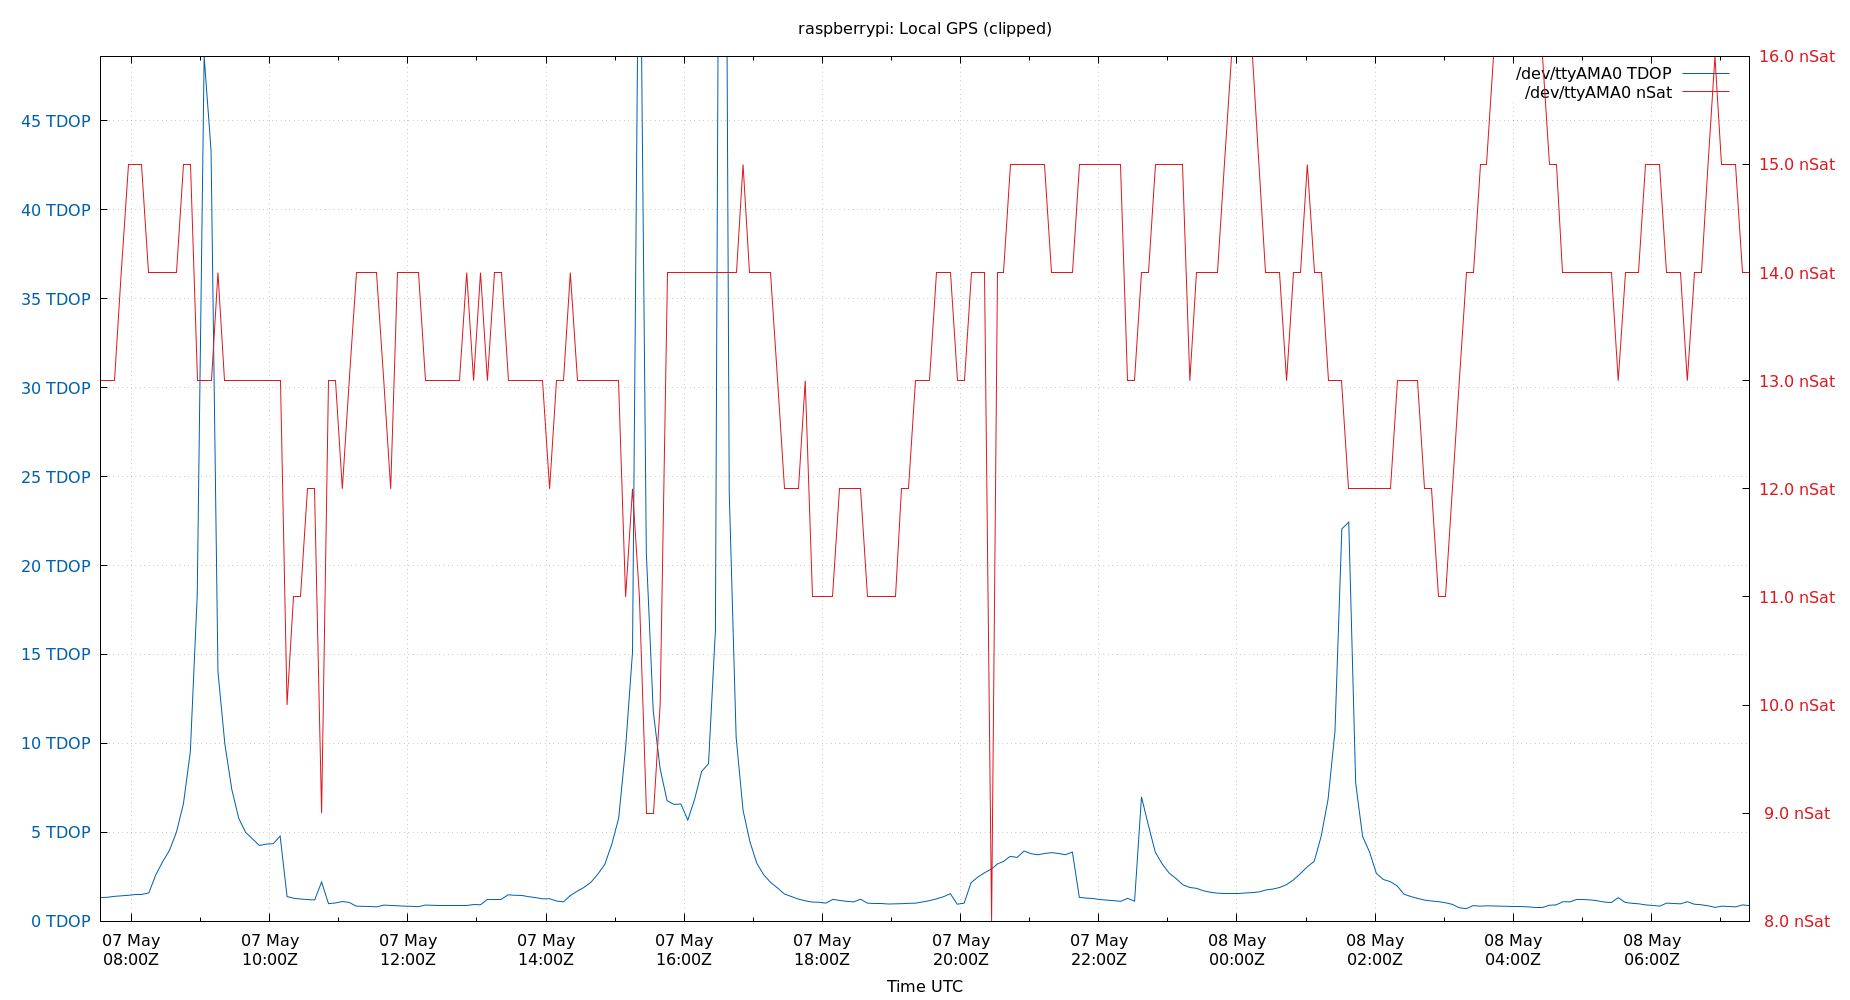 raspberrypi: Local GPS (clipped)
/dev/ttyAMA0 TDOP
/dev/ttyAMA0 nSat
45 TDOP
40 TDOP
35 TDOP
30 TDOP
25 TDOP
20 TDOP
15 TDOP
10 TDOP
5 TDOP
0 TDOP
16.0 nSat
15.0 nSat
14.0 nSat
13.0 nSat
12.0 nSat
11.0 nSat
10.0 nSat
9.0 nSat
8.0 nSat
07 May 07 May 07 May 07 May 07 May 07 May 07 May 07 May 08 May 08 May 08 May 08 May
08:00Z 10:00Z 12:00Z 14:00Z 16:00Z 18:00Z 20:00Z 22:00Z 00:00Z 02:00Z 04:00Z 06:00Z
Time UTC